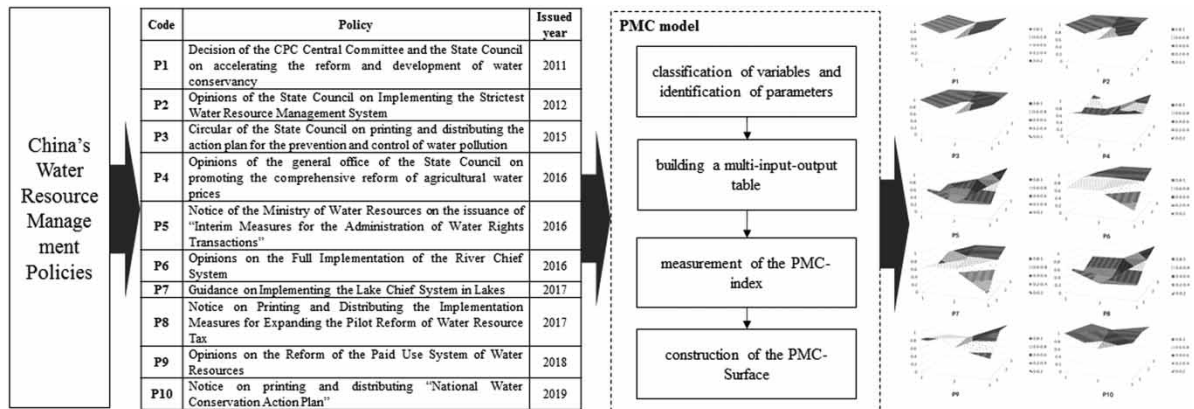 China's
Water
Resource
Manage
ment
Policies
Code Policy Issued
year
P1 Decision of the CPC Central Committee and the State Council
on accelerating the reform and development of water
conservancy
2011
P2 Opinions of the State Council on Implementing the Strictest
Water Resource Management System
2012
P3 Circular of the State Council on printing and distributing the
action plan for the prevention and control of water pollution
2015
P4 Opinions of the general office of the State Council on
promoting the comprehensive reform of agricultural water
prices
2016
P5 Notice of the Ministry of Water Resources on the issuance of
"Interim Measures for the Administration of Water Rights
Transactions"
2016
P6 Opinions on the Full Implementation of the River Chief
System
2016
P7 Guidance on Implementing the Lake Chief System in Lakes 2017
P8 Notice on Printing and Distributing the Implementation
Measures for Expanding the Pilot Reform of Water Resource
Tax
2017
P9 Opinions on the Reform of the Paid Use System of Water
Resources
2018
P10 Notice on printing and distributing "National Water
Conservation Action Plan"
2019
PMC model
classification of variables and
identification of parameters
building a multi-input-output
table
measurement of the PMC-
index
construction of the PMC-
Surface
P1
P2
P3
P4
P5
P6
P7
P8
P9
P10